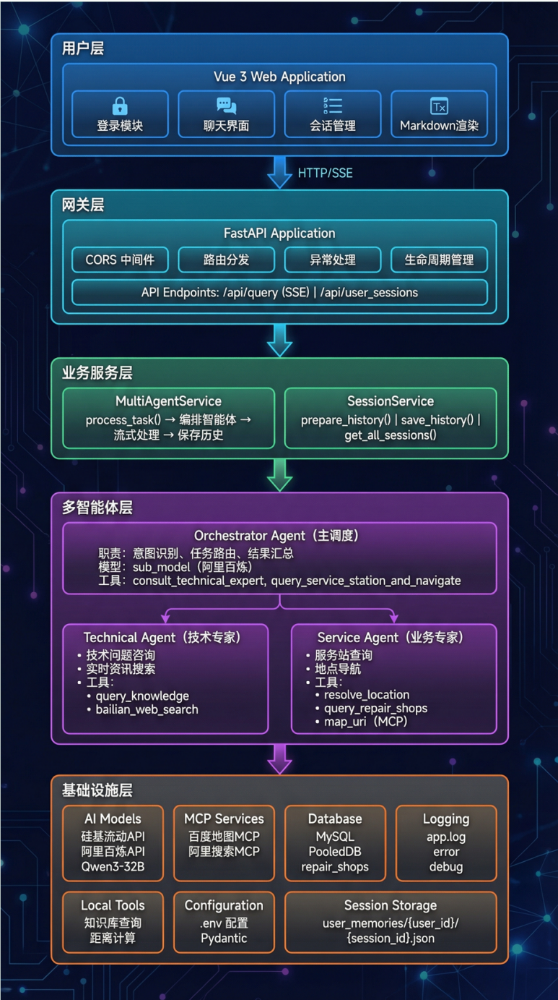 用户层
Vue 3 Web Application
登录模块
聊天界面
会话管理
Tx
Markdown渲染
HTTP/SSE
网关层
FastAPI Application
CORS 中间件
路由分发
异常处理
生命周期管理
API Endpoints: /api/query (SSE) | /api/user_sessions
业务服务层
MultiAgentService
process_task() → 编排智能体 →
流式处理 → 保存历史
SessionService
prepare_history() | save_history() |
get_all_sessions()
多智能体层
Orchestrator Agent（主调度）
职责：意图识别、任务路由、结果汇总
模型：sub_model（阿里百炼）
工具：consult_technical_expert, query_service_station_and_navigate
Technical Agent（技术专家）
• 技术问题咨询
• 实时资讯搜索
• 工具：
• query_knowledge
• bailian_web_search
Service Agent（业务专家）
• 服务站查询
• 地点导航
• 工具：
• resolve_location
• query_repair_shops
• map_uri（MCP）
基础设施层
AI Models
硅基流动API
阿里百炼API
Qwen3-32B
MCP Services
百度地图MCP
阿里搜索MCP
Database
MySQL
PooledDB
repair_shops
Logging
app.log
error
debug
Local Tools
知识库查询
距离计算
Configuration
.env 配置
Pydantic
Session Storage
user_memories/{user_id}/
{session_id}.json